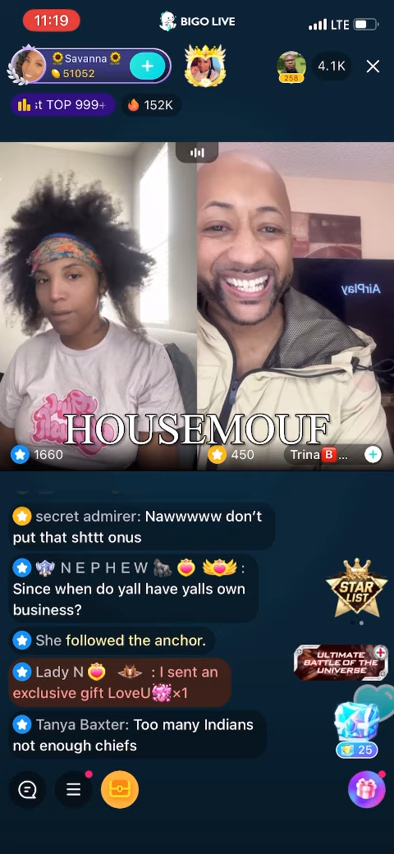 11:19
BIGO LIVE
LTE
🌻Savanna🌻
51052
258
4.1K
st TOP 999+
152K
AirPlay
HOUSEMOUF
1660
450
Trina🅱️...
secret admirer: Nawwwww don't
put that shttt onus
N E P H E W 🦍 :
Since when do yall have yalls own
business?
She followed the anchor.
Lady N : I sent an
exclusive gift LoveU×1
Tanya Baxter: Too many Indians
not enough chiefs
STAR
LIST
ULTIMATE
BATTLE OF THE
UNIVERSE
25